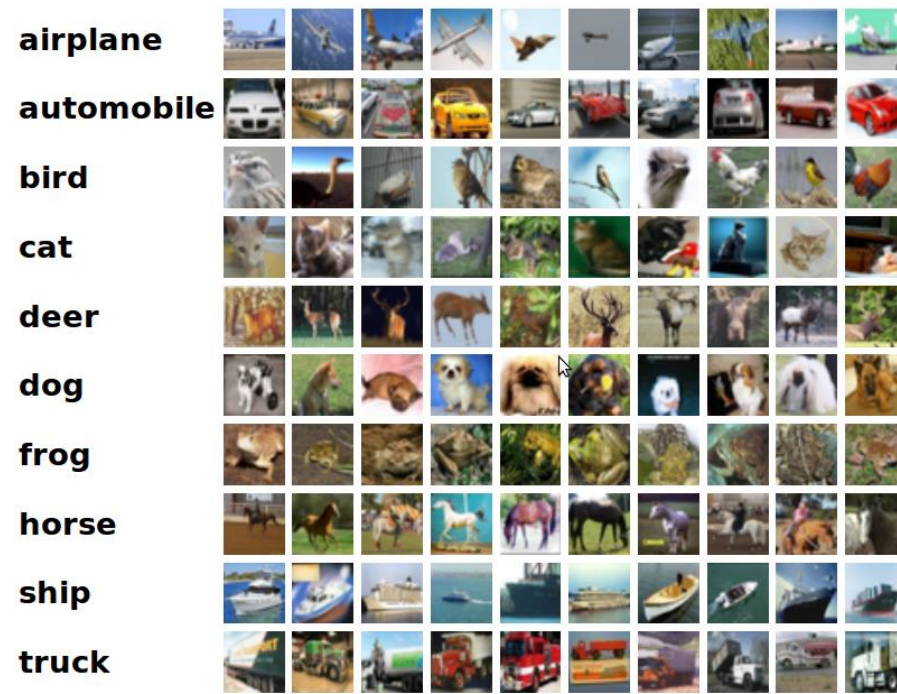 airplane
automobile
bird
cat
deer
dog
frog
horse
ship
truck